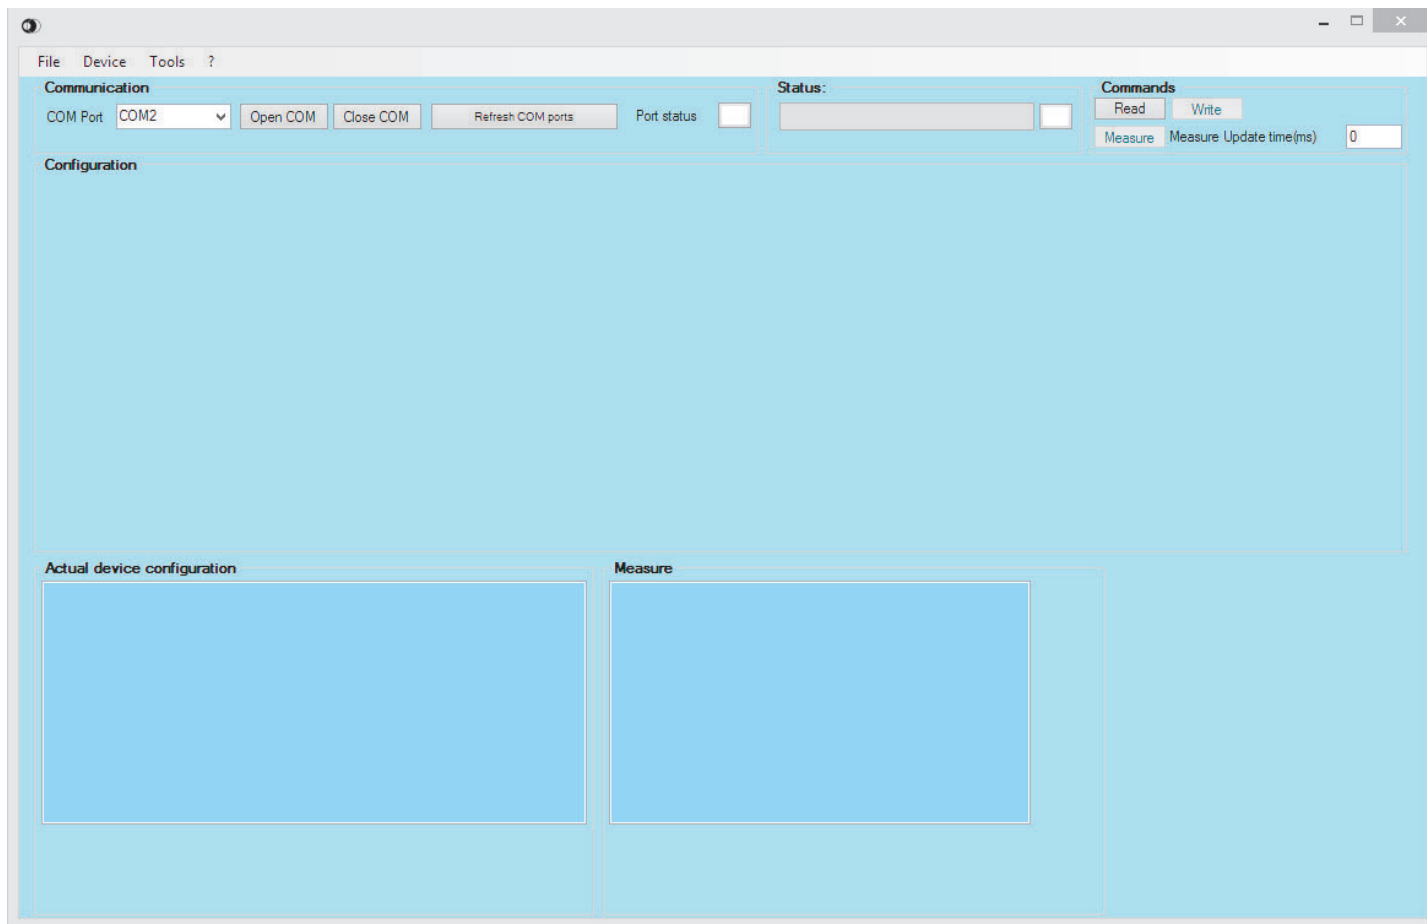 File Device Tools ?
Communication
COM Port COM2 Open COM Close COM Refresh COM ports Port status
Status:
Commands
Read Write
Measure Measure Update time(ms) 0
Configuration
Actual device configuration
Measure